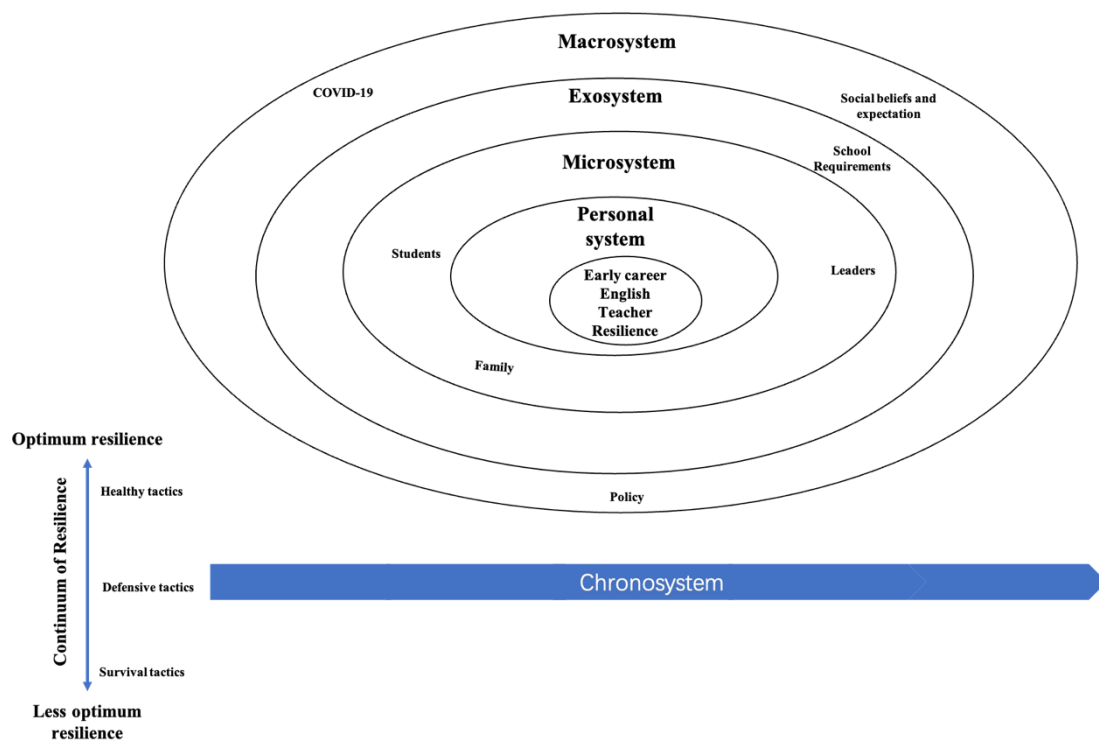 Macrosystem
COVID-19
Exosystem
Social beliefs and
expectation
School
Requirements
Microsystem
Personal
system
Students
Leaders
Early career
English
Teacher
Resilience
Family
Optimum resilience
Healthy tactics
Policy
Continuum of Resilience
Chronosystem
Defensive tactics
Survival tactics
Less optimum
resilience